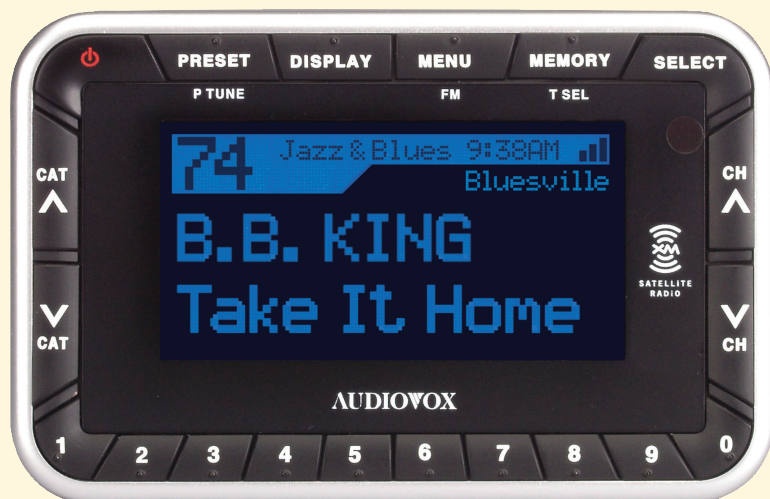 PRESET DISPLAY MENU MEMORY SELECT
P TUNE FM T SEL
74 Jazz & Blues 9:38AM
Bluesville
B.B. KING
Take It Home
CAT CH
XM
SATELLITE
RADiO
CAT CH
AUDIOVOX
1 2 3 4 5 6 7 8 9 0